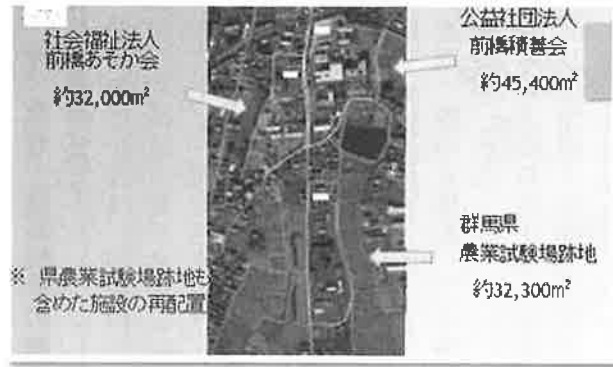 社会福祉法人
前橋あそか会
約32,000m²
公益社団法人
前橋積善会
約45,400m²
群馬県
農業試験場跡地
約32,300m²
※ 県農業試験場跡地も
含めた施設の再配置